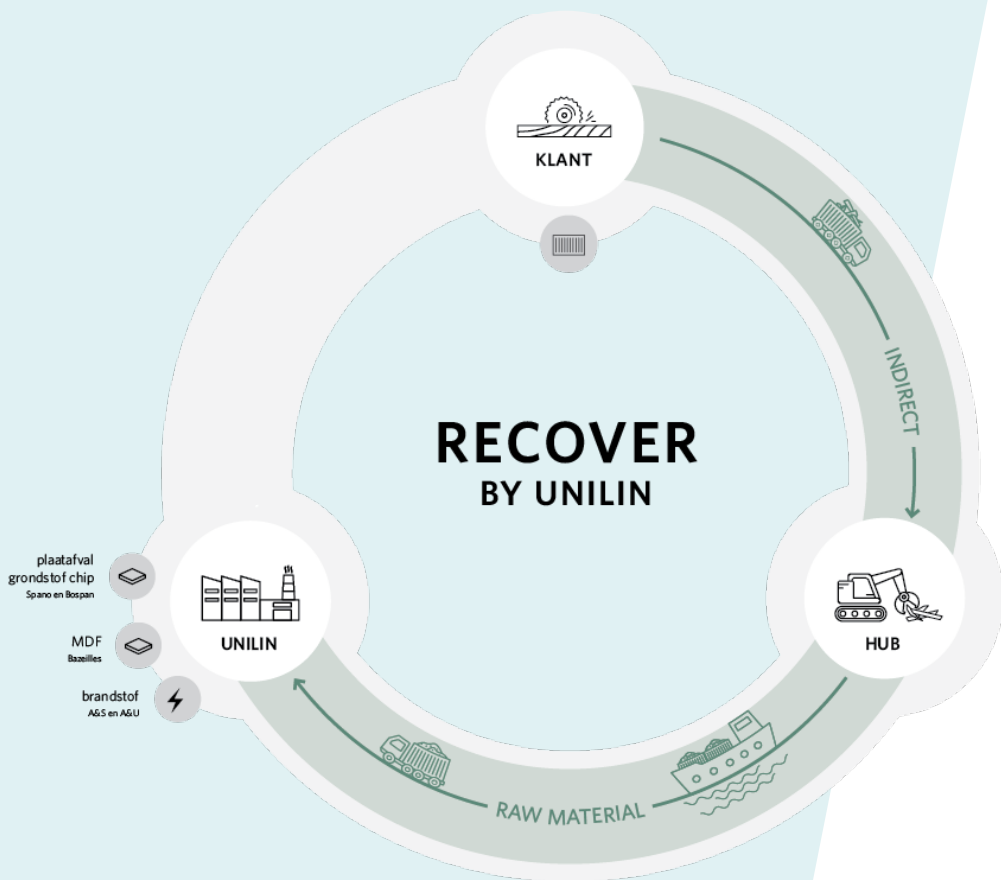 KLANT
INDIRECT
RECOVER
BY UNILIN
plaatafval
grondstof chip
Spano en Bospan
MDF
Bazeilles
brandstof
A&S en A&U
UNILIN
HUB
RAW MATERIAL